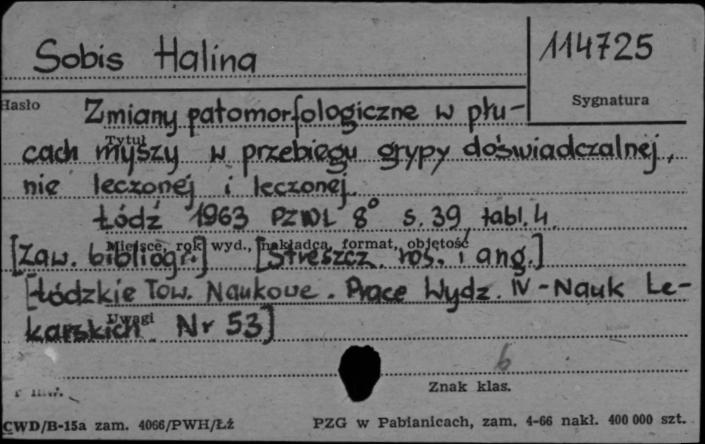 Sobis Halina
114725
Hasło
Sygnatura
Zmiany patomorfologiczne w płu-
Tytuł
cach myszy w przebiegu grypy doświadczalnej,
nie leczonej i leczonej.
Łódź 1963 PZWL 8° s. 39, tabl. 4.
Miejsce, rok wyd., nakładca, format, objętość
[Zaw. bibliogr.] [Streszcz. ros. i ang.]
[Łódzkie Tow. Naukowe. Prace Wydz. IV - Nauk Le-
Uwagi
karskich Nr 53]
6
Znak klas.
CWD/B-15a zam. 4066/PWH/Łź
PZG w Pabianicach, zam. 4-66 nakł. 400 000 szt.